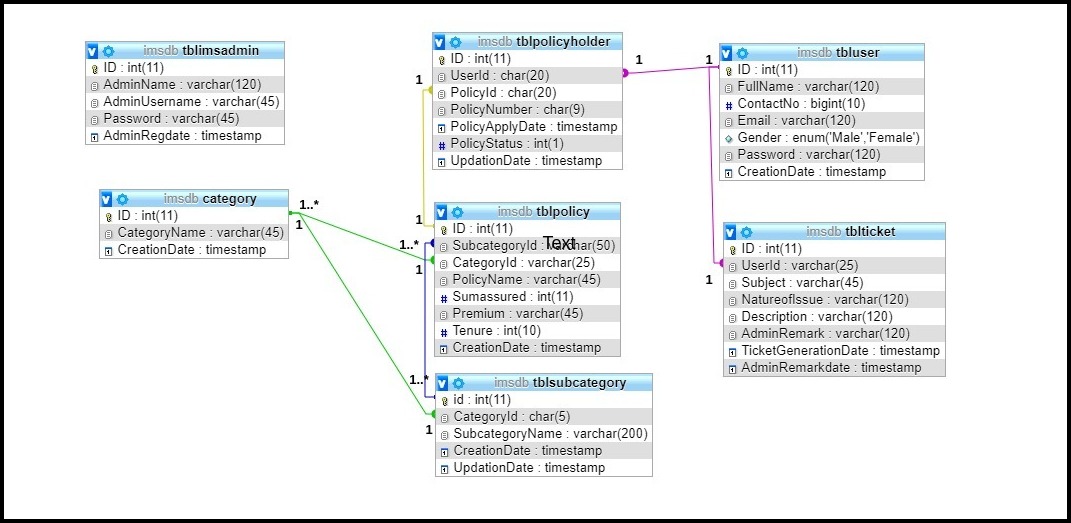 imsdb tblimsadmin
ID : int(11)
AdminName : varchar(120)
AdminUsername : varchar(45)
Password : varchar(45)
AdminRegdate : timestamp
imsdb tblpolicyholder
ID : int(11)
UserId : char(20)
PolicyId : char(20)
PolicyNumber : char(9)
PolicyApplyDate : timestamp
# PolicyStatus : int(1)
UpdationDate : timestamp
1
1
1
imsdb tbluser
ID : int(11)
FullName : varchar(120)
# ContactNo : bigint(10)
Email : varchar(120)
Gender : enum('Male','Female')
Password : varchar(120)
CreationDate : timestamp
imsdb category
ID : int(11)
CategoryName : varchar(45)
CreationDate : timestamp
1..*
1
1
1..*
1
imsdb tblpolicy
ID : int(11)
SubcategoryId : varchar(50)
Text
CategoryId : varchar(25)
PolicyName : varchar(45)
# Sumassured : int(11)
Premium : varchar(45)
# Tenure : int(10)
CreationDate : timestamp
imsdb tblticket
ID : int(11)
UserId : varchar(25)
Subject : varchar(45)
NatureofIssue : varchar(120)
Description : varchar(120)
AdminRemark : varchar(120)
TicketGenerationDate : timestamp
AdminRemarkdate : timestamp
1
1..*
1
imsdb tblsubcategory
id : int(11)
CategoryId : char(5)
SubcategoryName : varchar(200)
CreationDate : timestamp
UpdationDate : timestamp